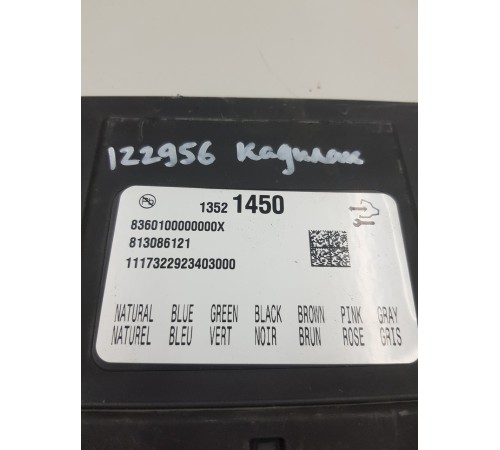 122956 Кадилак
Pb
1352 1450
8360100000000X
813086121
1117322923403000
NATURAL BLUE GREEN BLACK BROWN PINK GRAY
NATUREL BLEU VERT NOIR BRUN ROSE GRIS